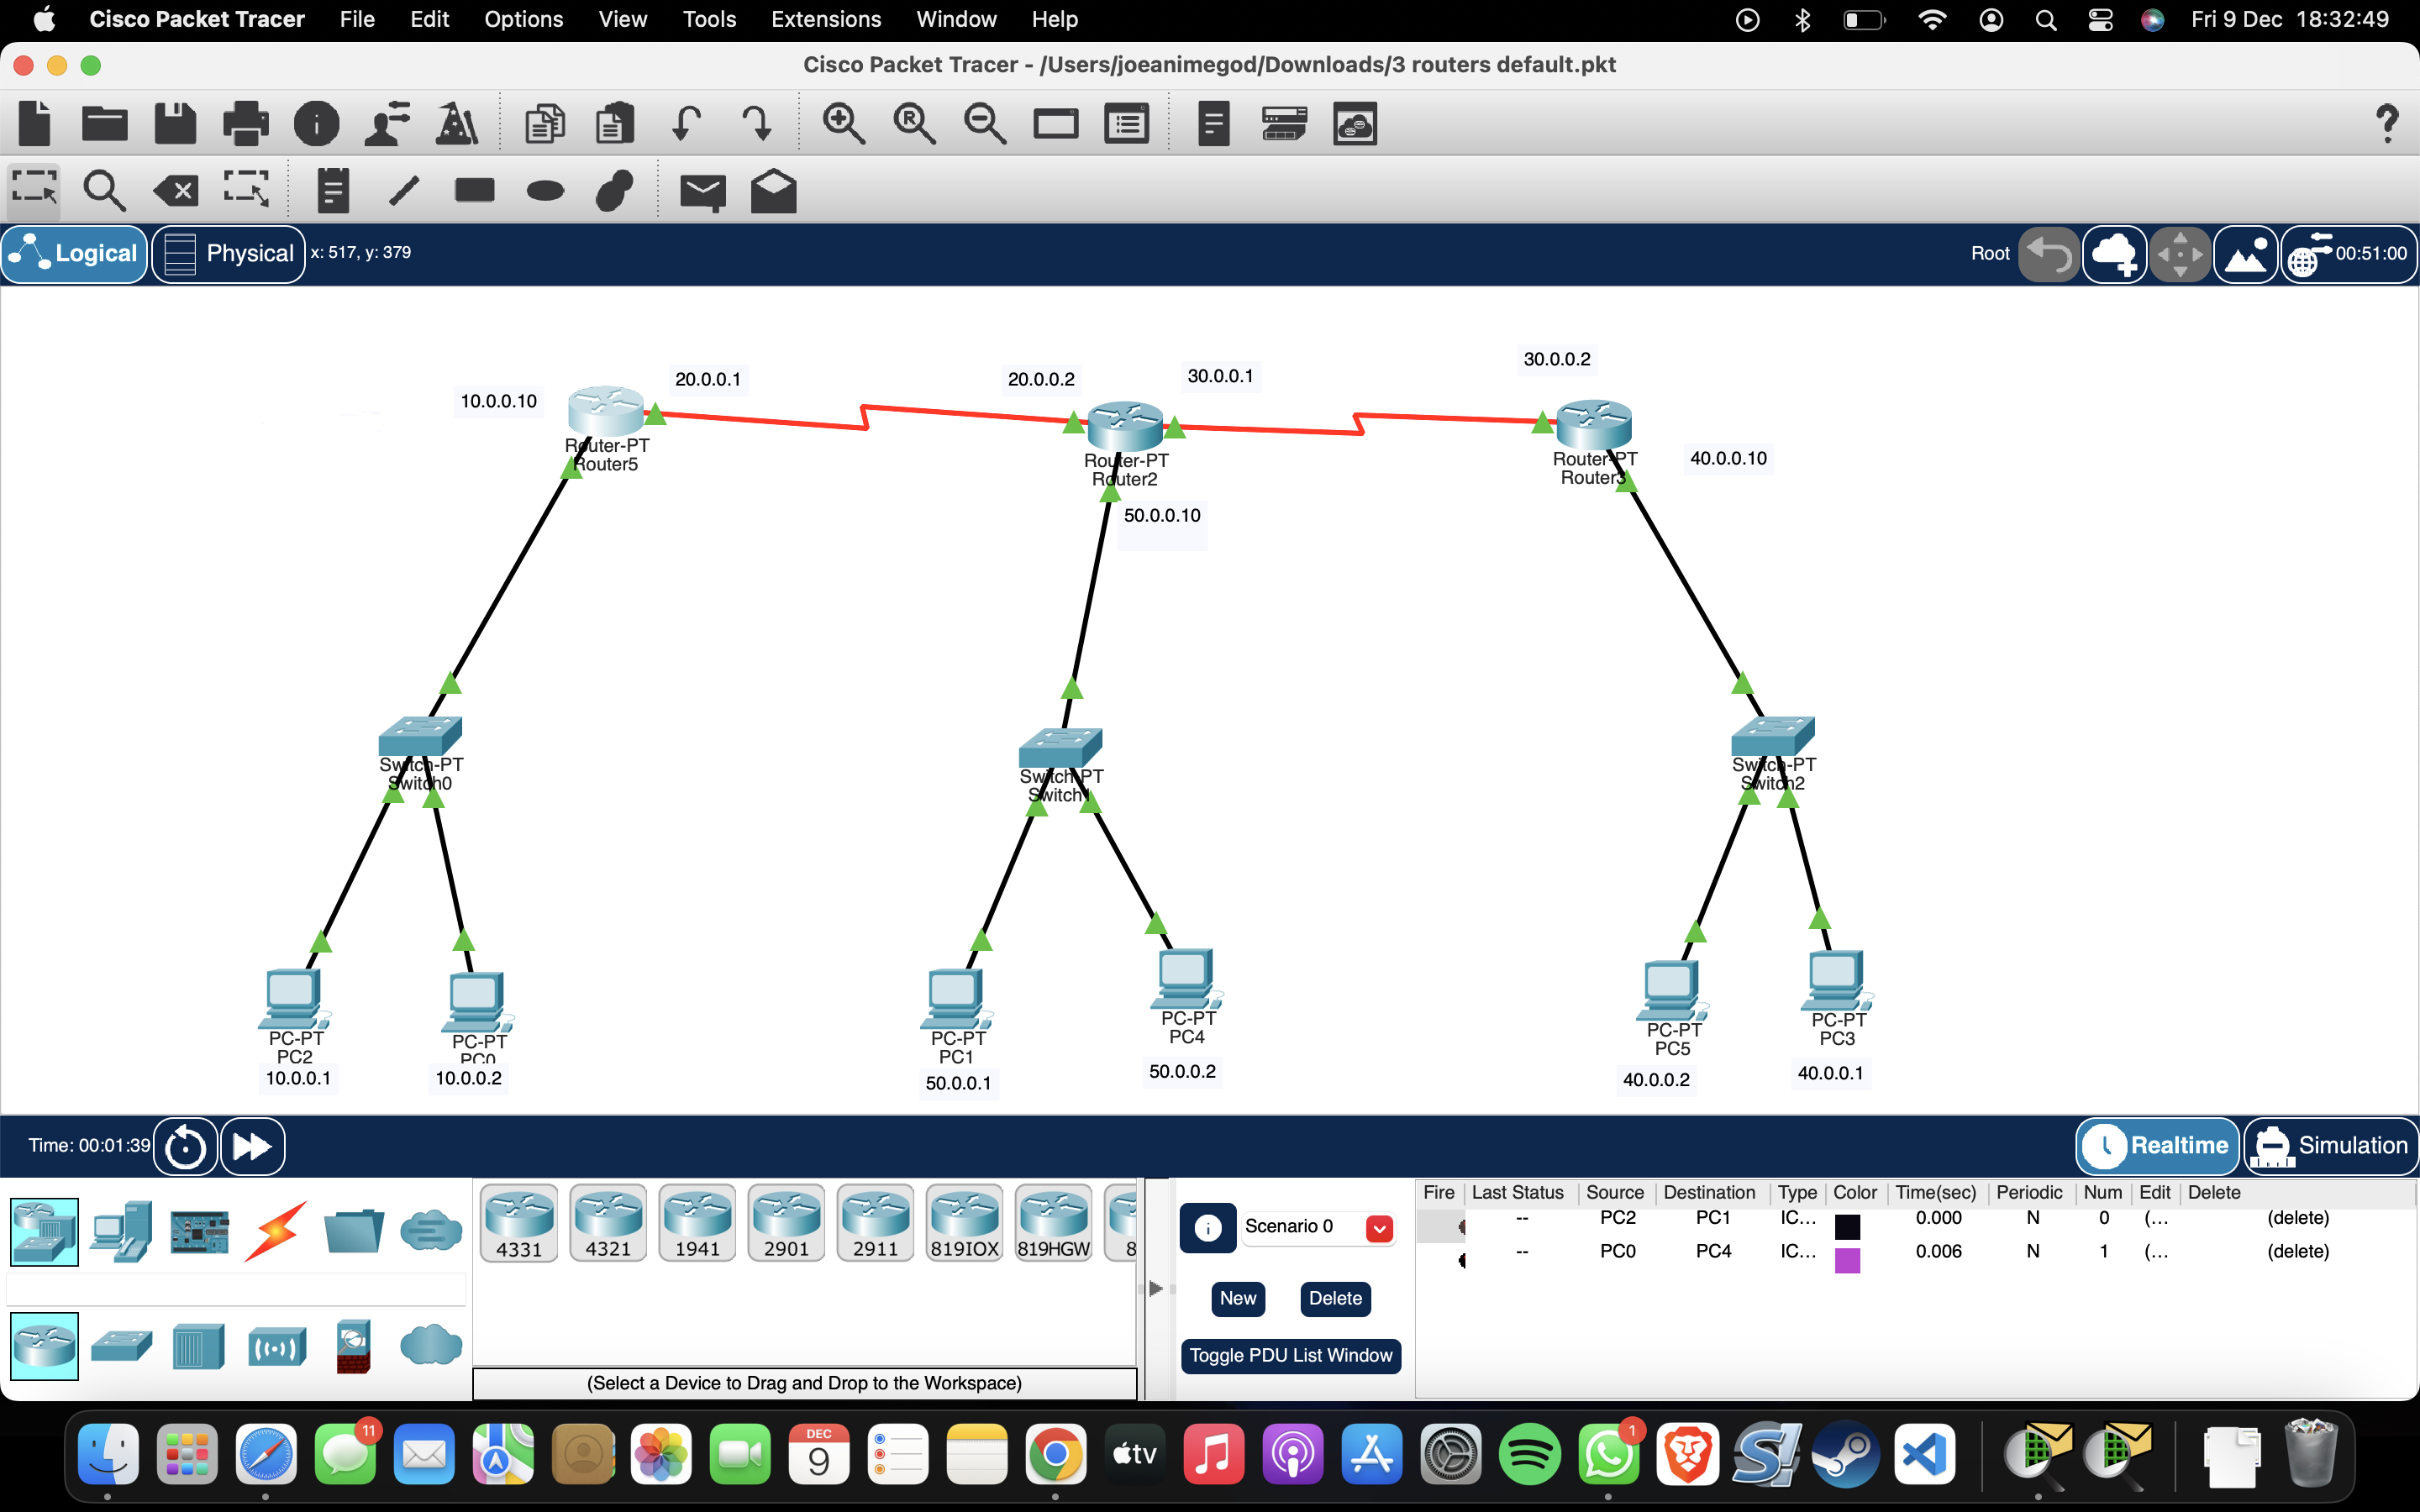 Cisco Packet Tracer File Edit Options View Tools Extensions Window Help Fri 9 Dec 18:32:49
Cisco Packet Tracer - /Users/joeanimegod/Downloads/3 routers default.pkt
Logical Physical x: 517, y: 379 Root 00:51:00
10.0.0.10
20.0.0.1
20.0.0.2
30.0.0.1
30.0.0.2
Router-PT
Router5
Router-PT
Router2
Router-PT
Router3
40.0.0.10
50.0.0.10
Switch-PT
Switch0
Switch-PT
Switch1
Switch-PT
Switch2
PC-PT
PC2
10.0.0.1
PC-PT
PC0
10.0.0.2
PC-PT
PC1
50.0.0.1
PC-PT
PC4
50.0.0.2
PC-PT
PC5
40.0.0.2
PC-PT
PC3
40.0.0.1
Time: 00:01:39 Realtime Simulation
4331 4321 1941 2901 2911 819IOX 819HGW 8
(Select a Device to Drag and Drop to the Workspace)
Scenario 0
New Delete
Toggle PDU List Window
Fire Last Status Source Destination Type Color Time(sec) Periodic Num Edit Delete
-- PC2 PC1 IC... 0.000 N 0 (... (delete)
-- PC0 PC4 IC... 0.006 N 1 (... (delete)
11
DEC
9
tv
1